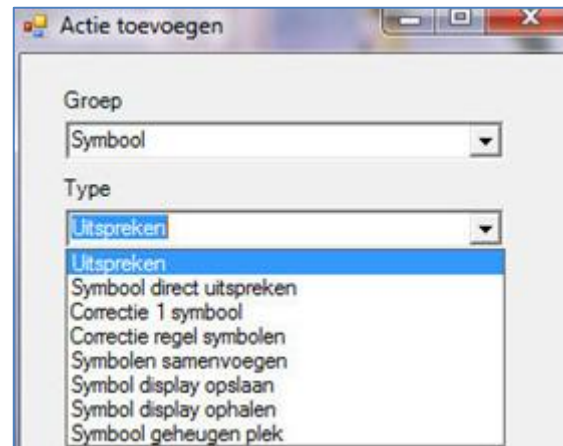 Actie toevoegen
Groep
Symbool
Type
Uitspreken
Uitspreken
Symbool direct uitspreken
Correctie 1 symbool
Correctie regel symbolen
Symbolen samenvoegen
Symbol display opslaan
Symbol display ophalen
Symbool geheugen plek